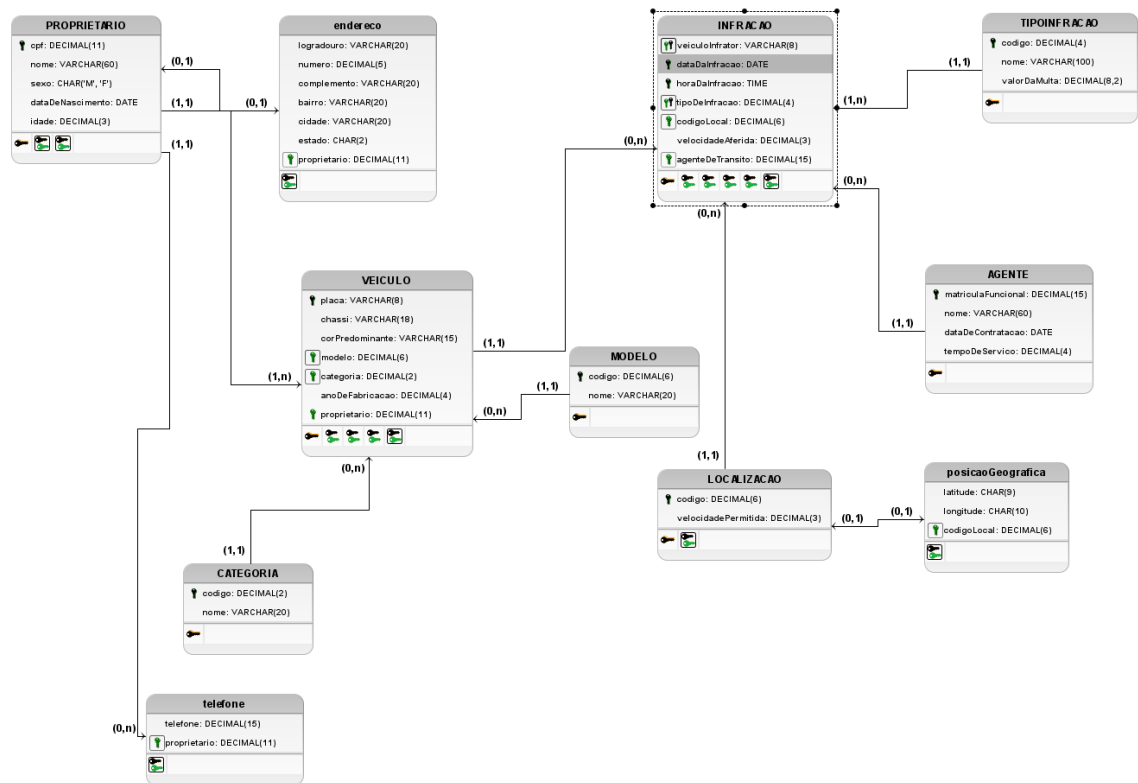 PROPRIETARIO
cpf: DECIMAL(11)
nome: VARCHAR(60)
sexo: CHAR('M', 'F')
dataDeNascimento: DATE
idade: DECIMAL(3)
(0,1)
(1,1)
(1,1)
(0,1)
endereco
logradouro: VARCHAR(20)
numero: DECIMAL(5)
complemento: VARCHAR(20)
bairro: VARCHAR(20)
cidade: VARCHAR(20)
estado: CHAR(2)
proprietario: DECIMAL(11)
INFRACAO
veiculoInfrator: VARCHAR(8)
dataDaInfracao: DATE
horaDaInfracao: TIME
tipoDeInfracao: DECIMAL(4)
codigoLocal: DECIMAL(6)
velocidadeAferida: DECIMAL(3)
agenteDeTransito: DECIMAL(15)
(0,n)
(0,n)
(1,n)
(1,1)
(0,n)
TIPOINFRACAO
codigo: DECIMAL(4)
nome: VARCHAR(100)
valorDaMulta: DECIMAL(8,2)
VEICULO
placa: VARCHAR(8)
chassi: VARCHAR(18)
corPredominante: VARCHAR(15)
modelo: DECIMAL(6)
categoria: DECIMAL(2)
anoDeFabricacao: DECIMAL(4)
proprietario: DECIMAL(11)
(1,n)
(1,1)
(0,n)
(0,n)
(1,1)
MODELO
codigo: DECIMAL(6)
nome: VARCHAR(20)
AGENTE
matriculaFuncional: DECIMAL(15)
nome: VARCHAR(60)
dataDeContratacao: DATE
tempoDeServico: DECIMAL(4)
(1,1)
(1,1)
LOCALIZACAO
codigo: DECIMAL(6)
velocidadePermitida: DECIMAL(3)
(0,1)
(0,1)
posicaoGeografica
latitude: CHAR(9)
longitude: CHAR(10)
codigoLocal: DECIMAL(6)
(1,1)
CATEGORIA
codigo: DECIMAL(2)
nome: VARCHAR(20)
(0,n)
telefone
telefone: DECIMAL(15)
proprietario: DECIMAL(11)